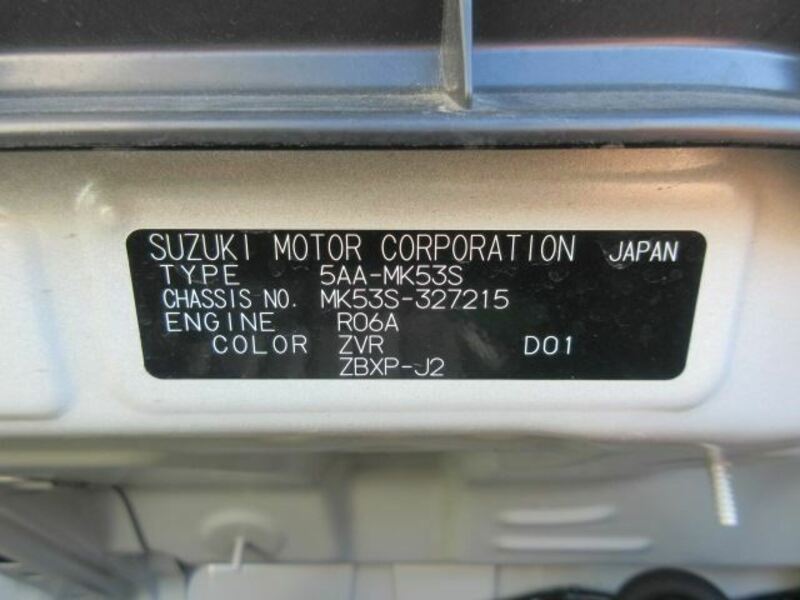 SUZUKI MOTOR CORPORATION JAPAN
TYPE 5AA-MK53S
CHASSIS NO. MK53S-327215
ENGINE R06A
COLOR ZVR D01
ZBXP-J2